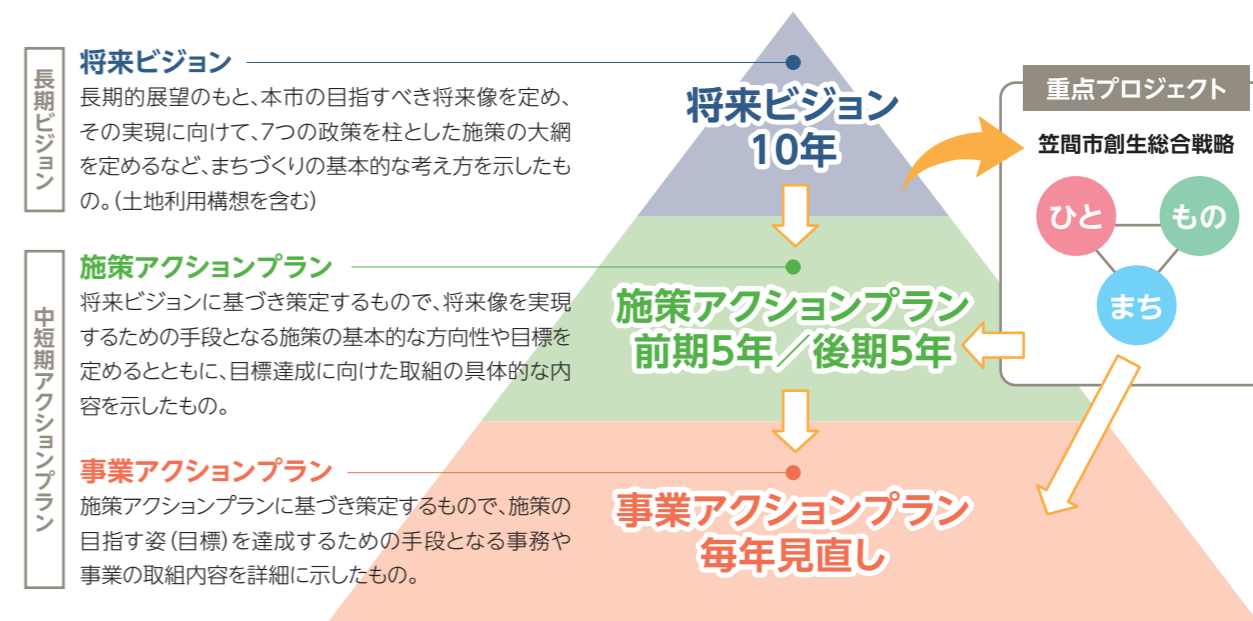 長期ビジョン
将来ビジョン
長期的展望のもと、本市の目指すべき将来像を定め、
その実現に向けて、7つの政策を柱とした施策の大綱
を定めるなど、まちづくりの基本的な考え方を示したも
の。(土地利用構想を含む)
中短期アクションプラン
施策アクションプラン
将来ビジョンに基づき策定するもので、将来像を実現
するための手段となる施策の基本的な方向性や目標を
定めるとともに、目標達成に向けた取組の具体的な内
容を示したもの。
事業アクションプラン
施策アクションプランに基づき策定するもので、施策の
目指す姿(目標)を達成するための手段となる事務や
事業の取組内容を詳細に示したもの。
将来ビジョン
10年
施策アクションプラン
前期5年/後期5年
事業アクションプラン
毎年見直し
重点プロジェクト
笠間市創生総合戦略
ひと
もの
まち